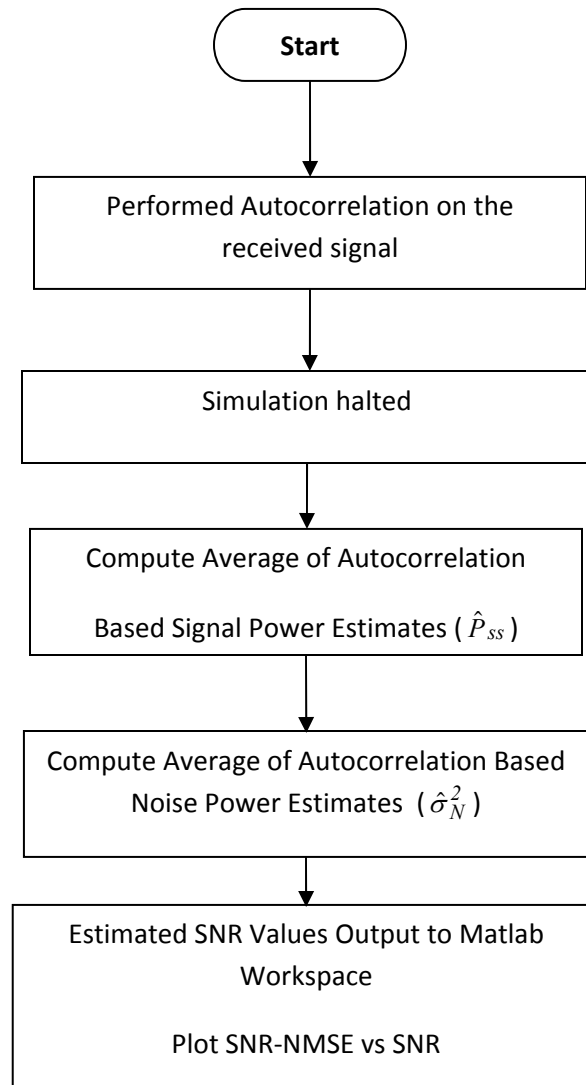 Start
Performed Autocorrelation on the
received signal
Simulation halted
Compute Average of Autocorrelation
Based Signal Power Estimates ( P̂ss )
Compute Average of Autocorrelation Based
Noise Power Estimates ( σ̂²N )
Estimated SNR Values Output to Matlab
Workspace
Plot SNR-NMSE vs SNR